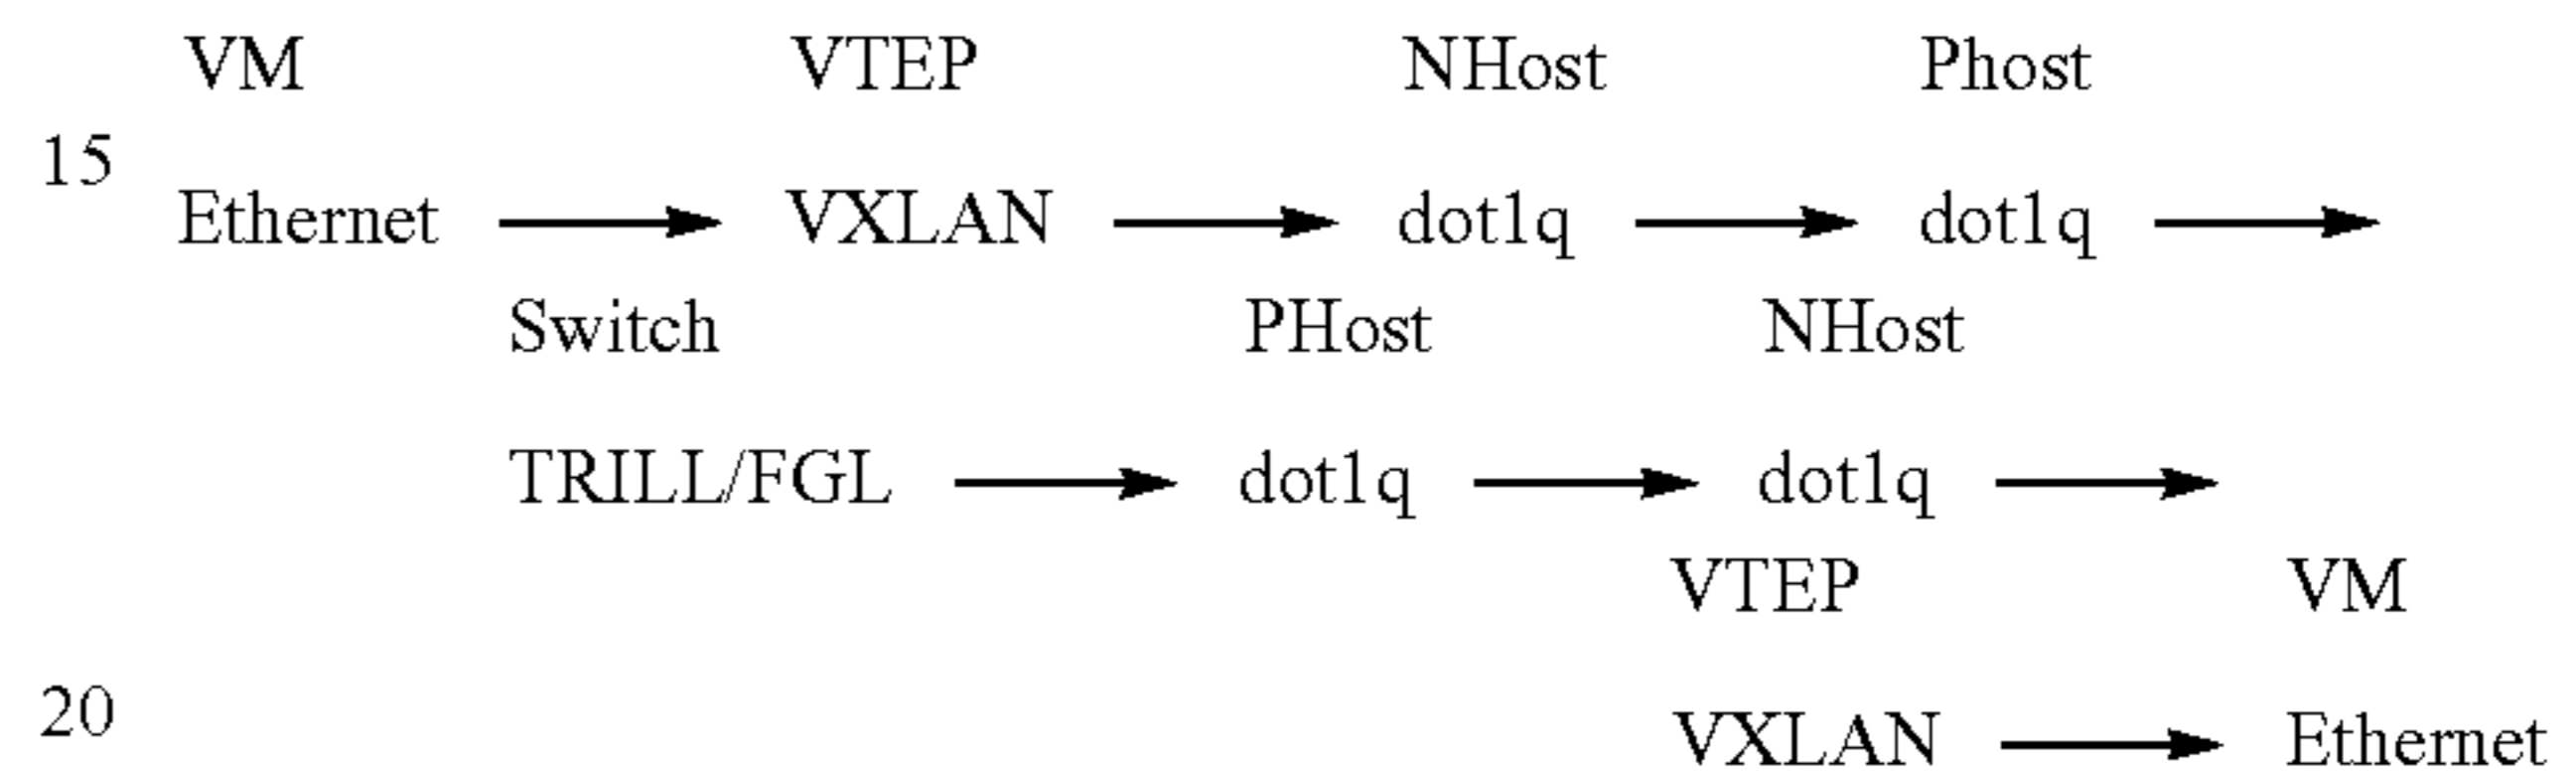 VM VTEP NHost Phost
15
Ethernet → VXLAN → dot1q → dot1q →
Switch PHost NHost
TRILL/FGL → dot1q → dot1q →
VTEP VM
20
VXLAN → Ethernet